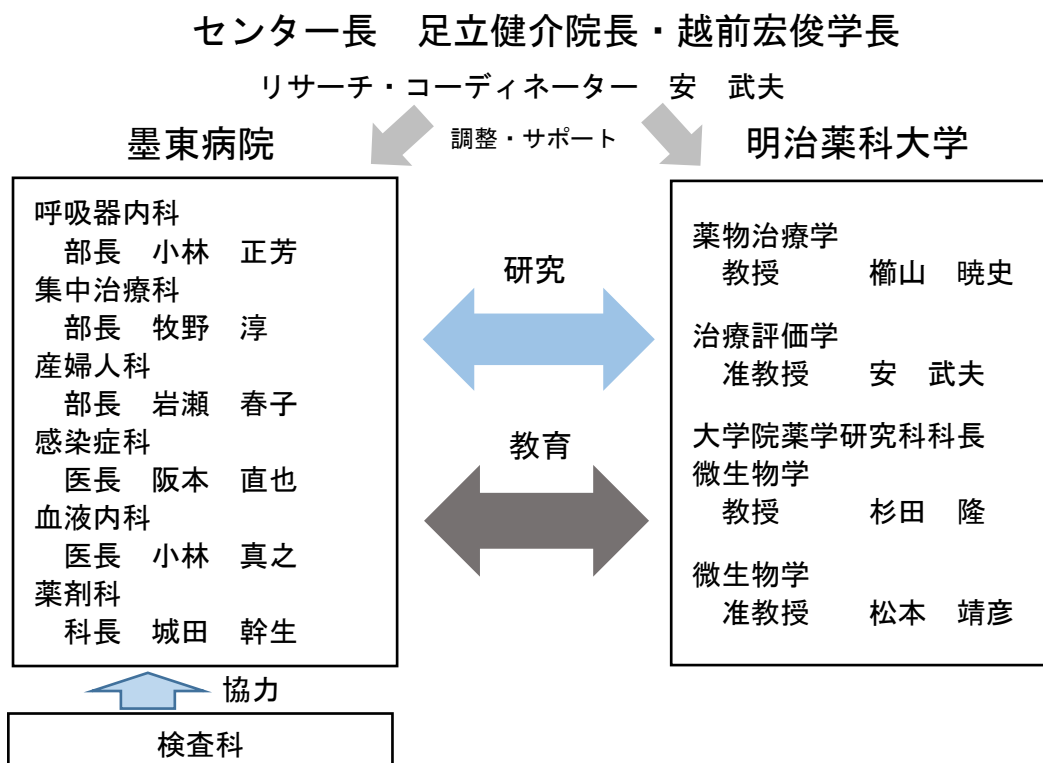 センター長　足立健介院長・越前宏俊学長
リサーチ・コーディネーター　安　武夫
調整・サポート
墨東病院
呼吸器内科
部長　小林　正芳
集中治療科
部長　牧野　淳
産婦人科
部長　岩瀬　春子
感染症科
医長　阪本　直也
血液内科
医長　小林　真之
薬剤科
科長　城田　幹生
協力
検査科
研究
教育
明治薬科大学
薬物治療学
教授　櫛山　暁史
治療評価学
准教授　安　武夫
大学院薬学研究科科長
微生物学
教授　杉田　隆
微生物学
准教授　松本　靖彦